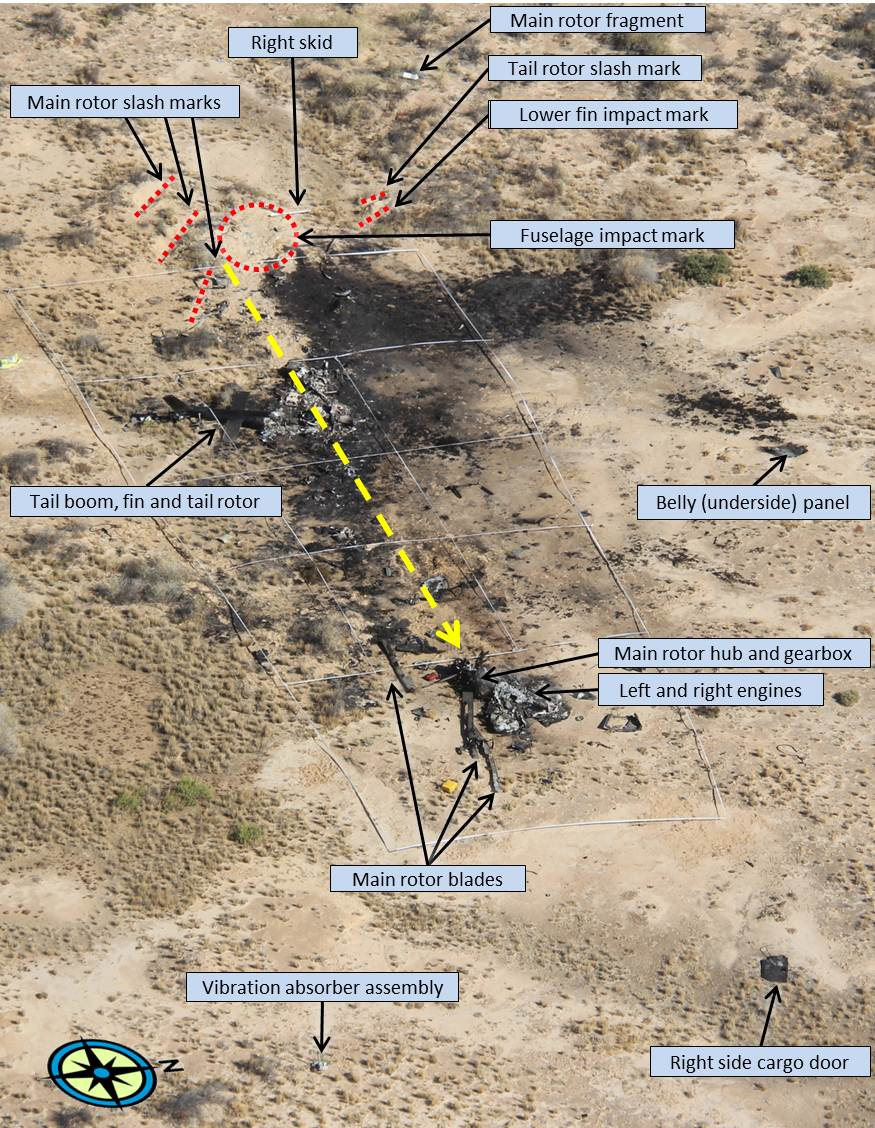 Main rotor fragment
Right skid
Tail rotor slash mark
Main rotor slash marks
Lower fin impact mark
Fuselage impact mark
Tail boom, fin and tail rotor
Belly (underside) panel
Main rotor hub and gearbox
Left and right engines
Main rotor blades
Vibration absorber assembly
Right side cargo door
N